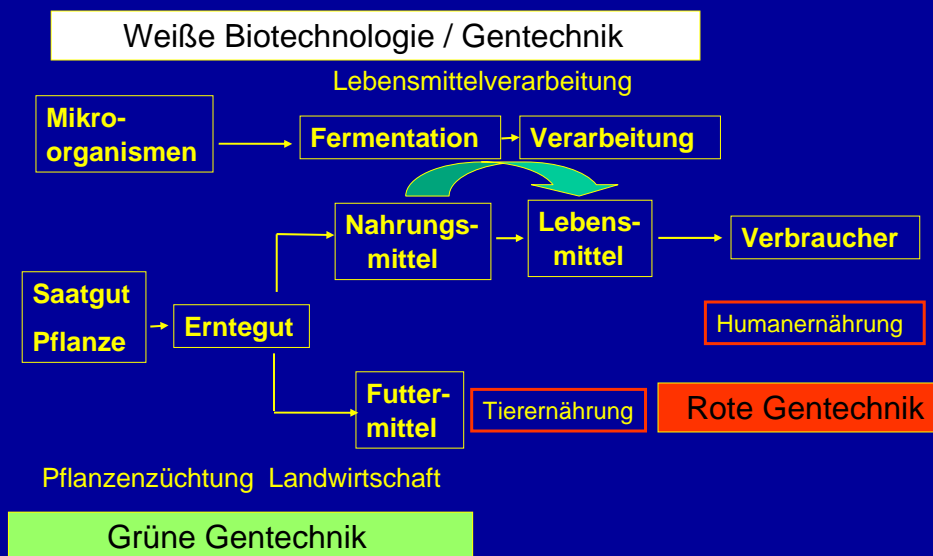 Weiße Biotechnologie / Gentechnik
Lebensmittelverarbeitung
Mikro-
organismen
Fermentation
Verarbeitung
Nahrungs-
mittel
Lebens-
mittel
Verbraucher
Saatgut
Pflanze
Erntegut
Humanernährung
Futter-
mittel
Tierernährung
Rote Gentechnik
Pflanzenzüchtung Landwirtschaft
Grüne Gentechnik